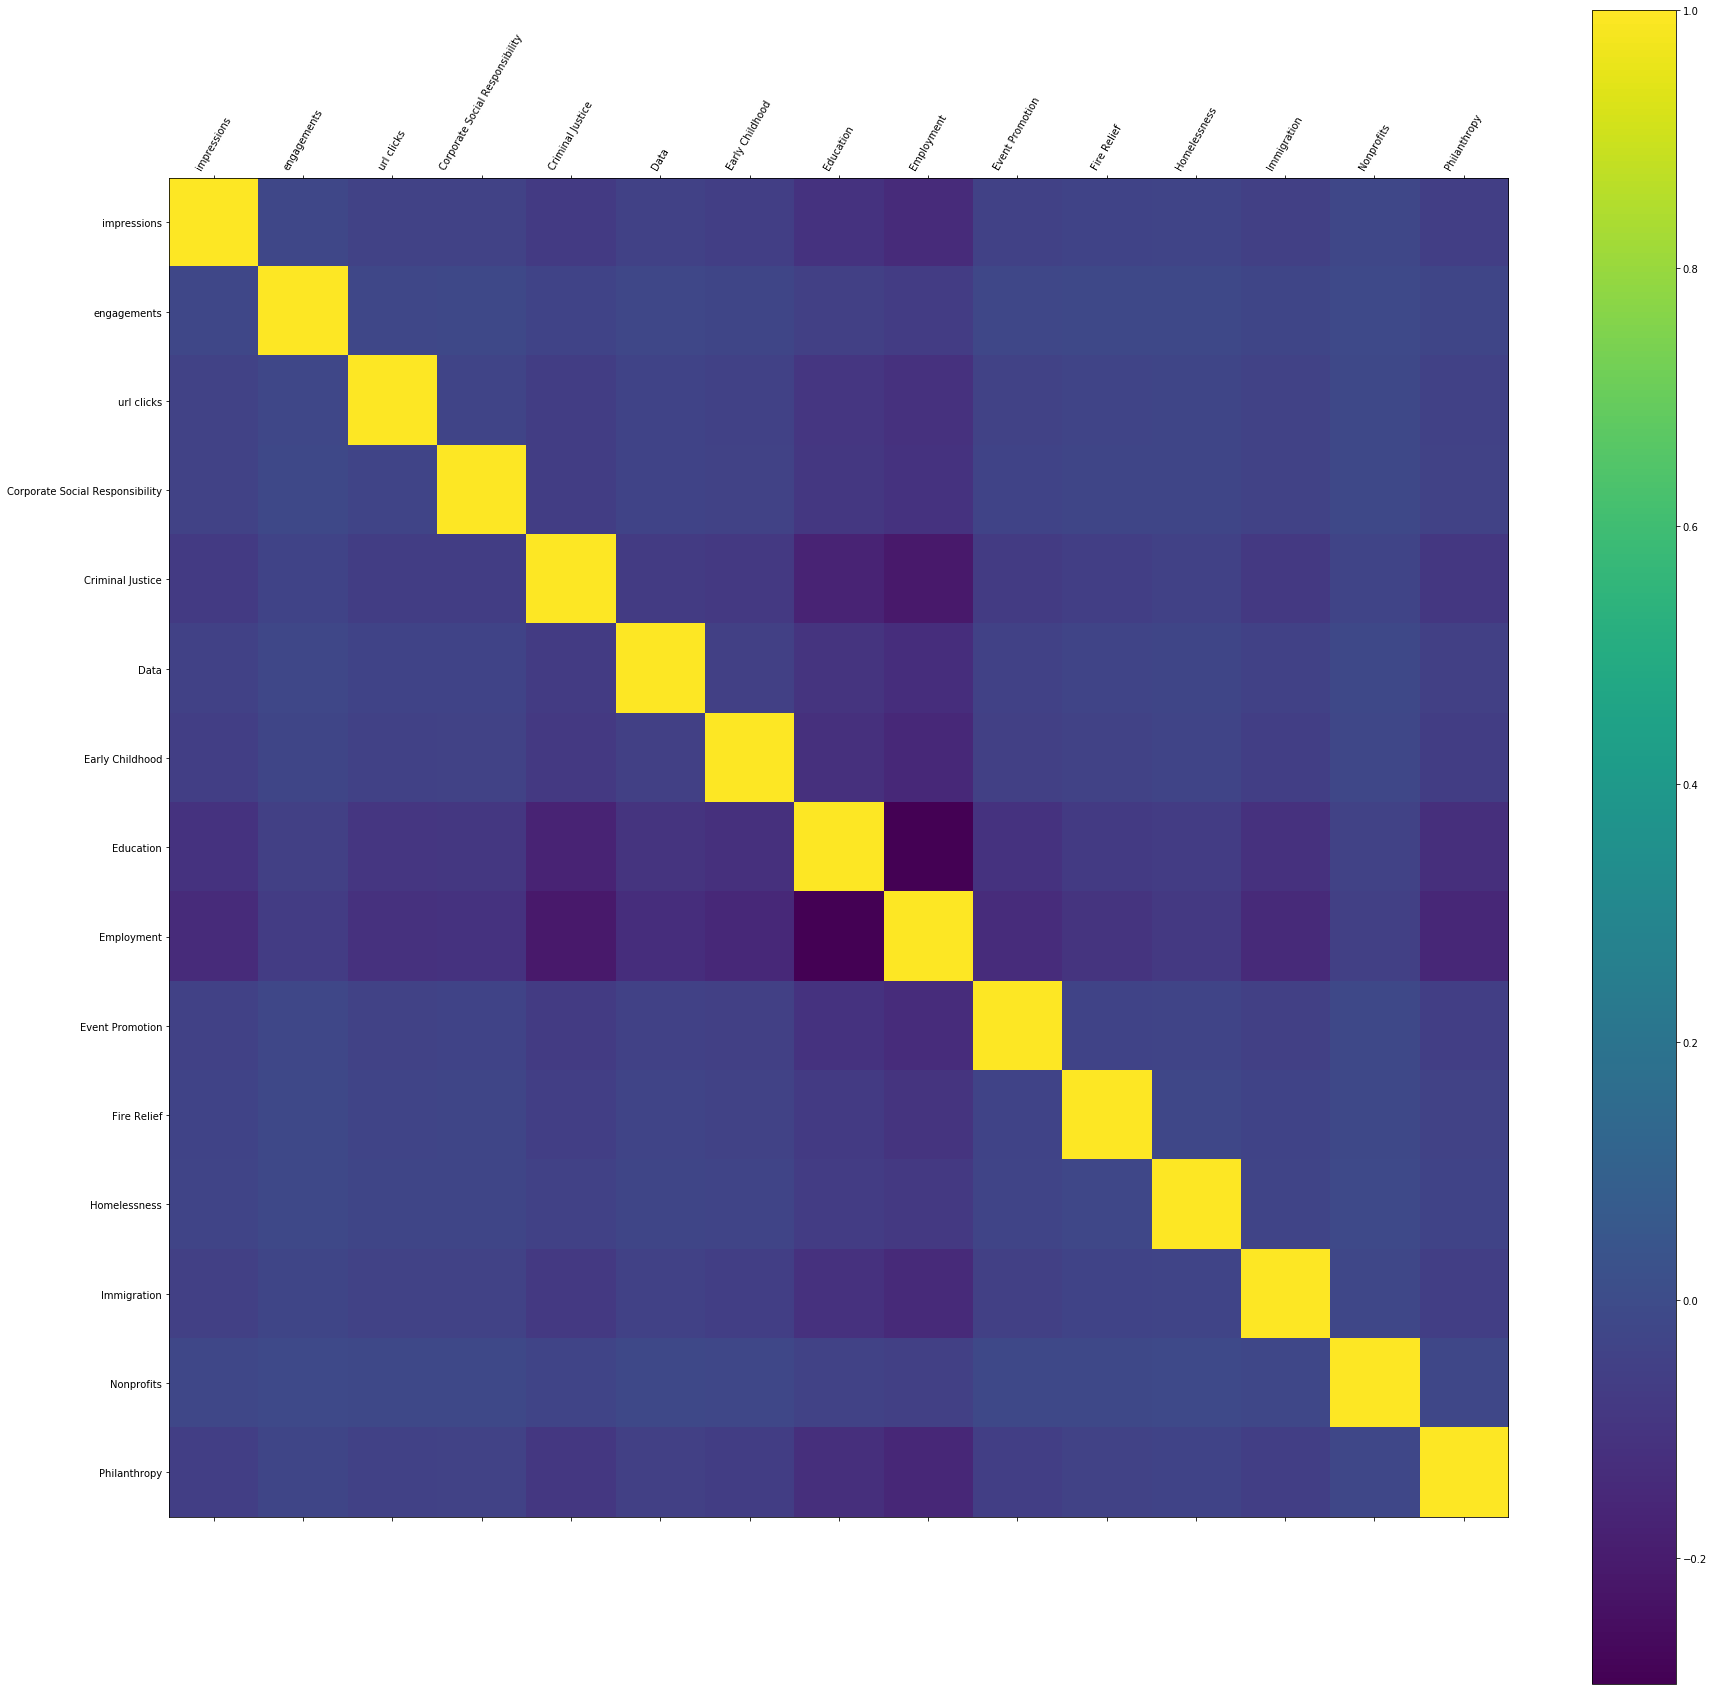 impressions
engagements
url clicks
Corporate Social Responsibility
Criminal Justice
Data
Early Childhood
Education
Employment
Event Promotion
Fire Relief
Homelessness
Immigration
Nonprofits
Philanthropy
impressions
engagements
url clicks
Corporate Social Responsibility
Criminal Justice
Data
Early Childhood
Education
Employment
Event Promotion
Fire Relief
Homelessness
Immigration
Nonprofits
Philanthropy
1.0
0.8
0.6
0.4
0.2
0.0
−0.2